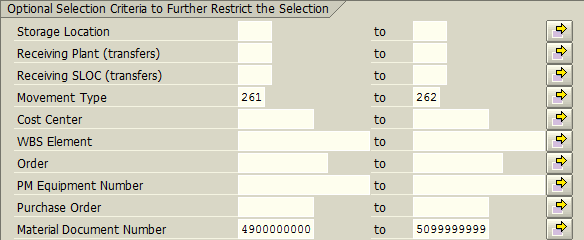 Optional Selection Criteria to Further Restrict the Selection
Storage Location to
Receiving Plant (transfers) to
Receiving SLOC (transfers) to
Movement Type 261 to 262
Cost Center to
WBS Element to
Order to
PM Equipment Number to
Purchase Order to
Material Document Number 4900000000 to 5099999999